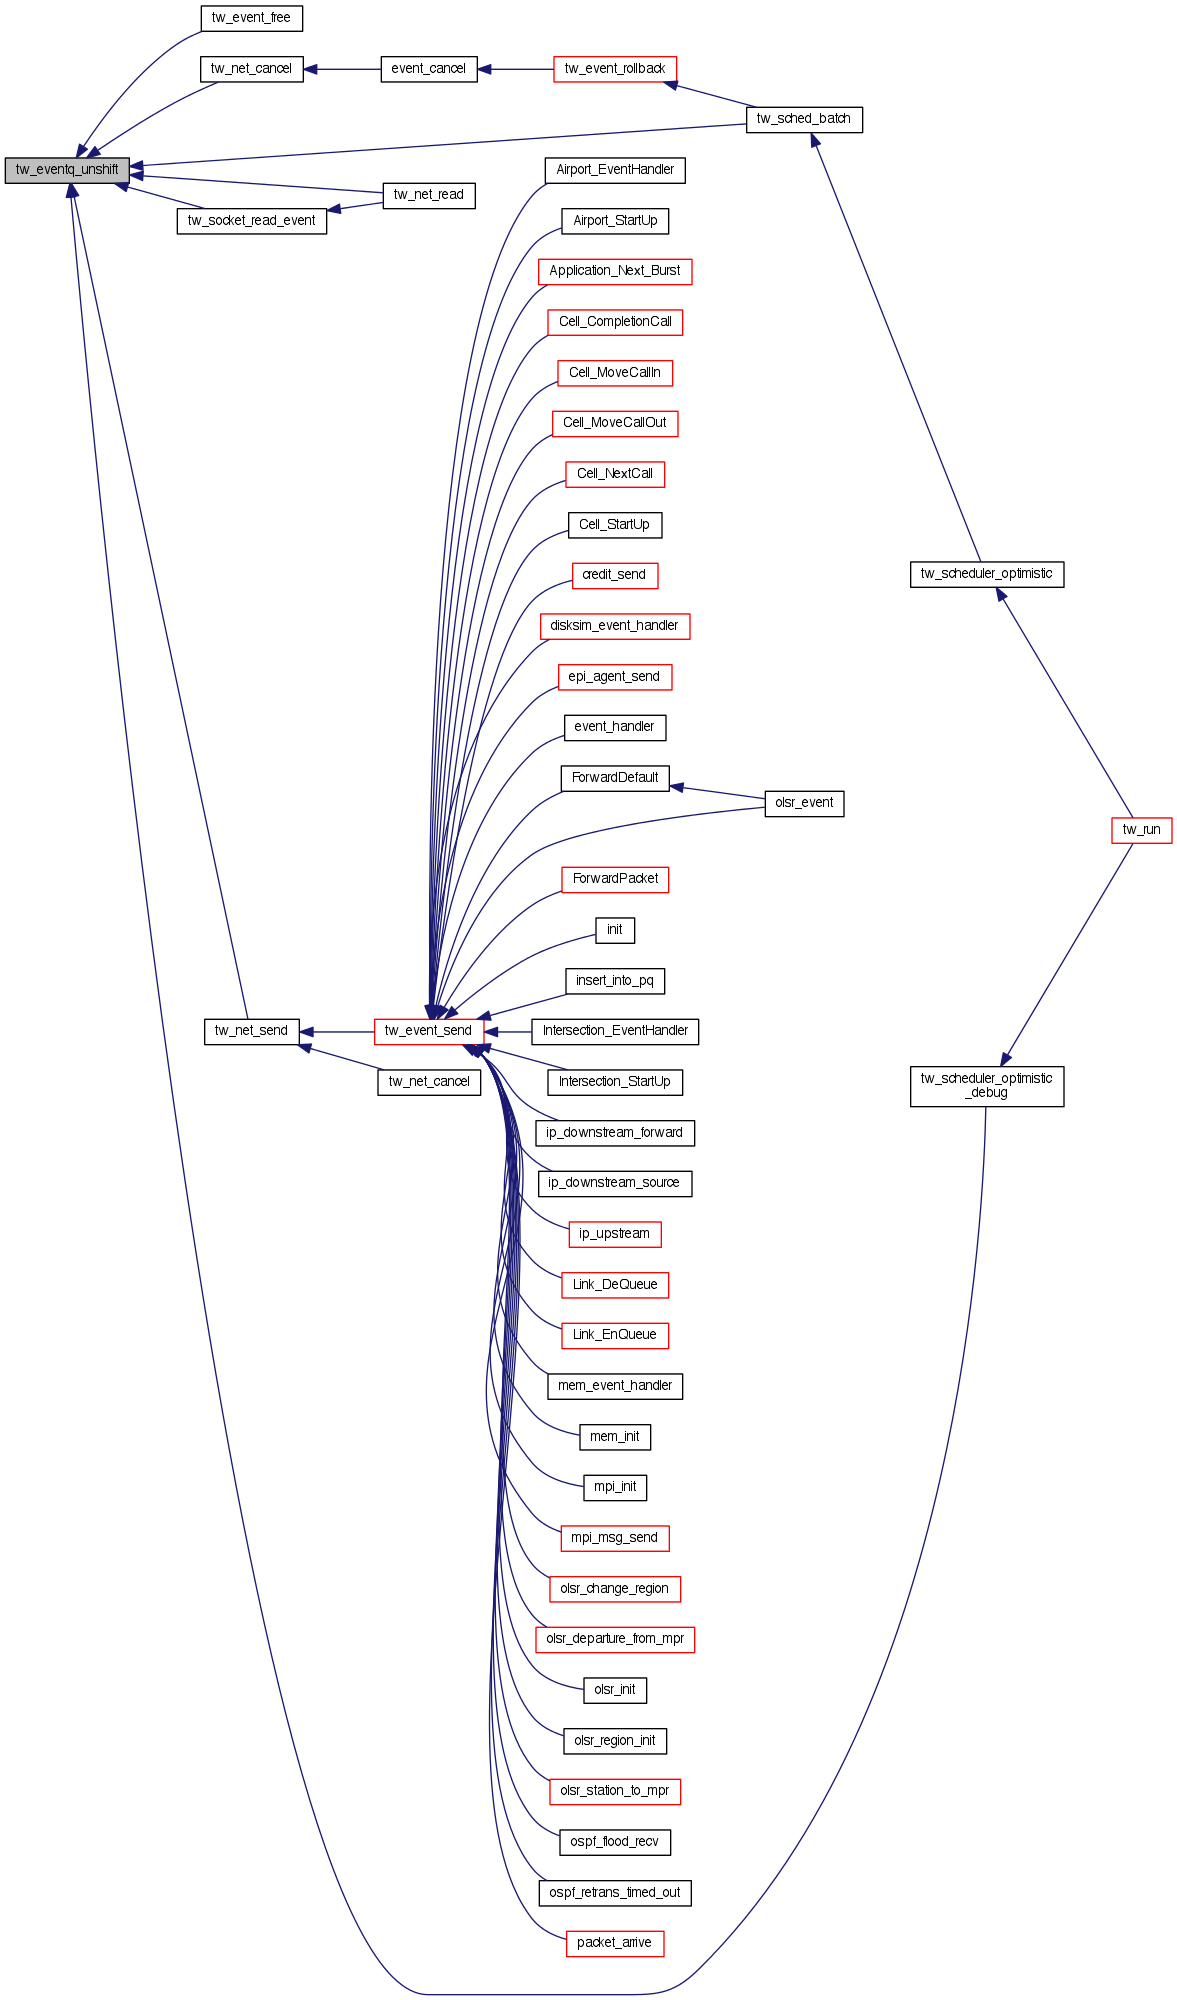 tw_event_free
tw_net_cancel
event_cancel
tw_event_rollback
tw_sched_batch
tw_eventq_unshift
Airport_EventHandler
tw_net_read
tw_socket_read_event
Airport_StartUp
Application_Next_Burst
Cell_CompletionCall
Cell_MoveCallIn
Cell_MoveCallOut
Cell_NextCall
Cell_StartUp
credit_send
tw_scheduler_optimistic
disksim_event_handler
epi_agent_send
event_handler
ForwardDefault
olsr_event
tw_run
ForwardPacket
init
insert_into_pq
tw_net_send
tw_event_send
Intersection_EventHandler
tw_net_cancel
Intersection_StartUp
tw_scheduler_optimistic
_debug
ip_downstream_forward
ip_downstream_source
ip_upstream
Link_DeQueue
Link_EnQueue
mem_event_handler
mem_init
mpi_init
mpi_msg_send
olsr_change_region
olsr_departure_from_mpr
olsr_init
olsr_region_init
olsr_station_to_mpr
ospf_flood_recv
ospf_retrans_timed_out
packet_arrive